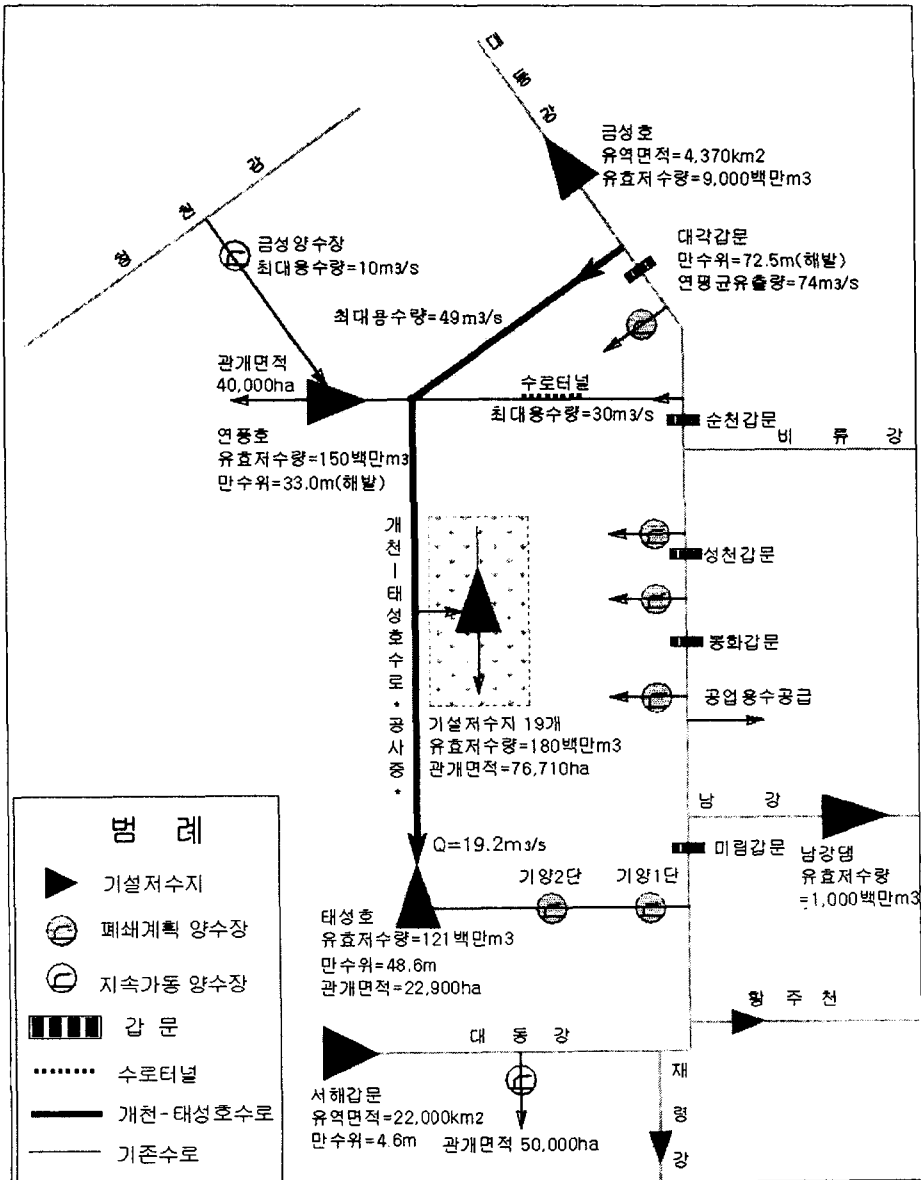 대 동 강
금성호
유역면적=4,370km2
유효저수량=9,000백만m3
청 천 강
금성양수장
최대용수량=10m3/s
대각갑문
만수위=72.5m(해발)
연평균유출량=74m3/s
최대용수량=49m3/s
관개면적
40,000ha
수로터널
최대용수량=30m3/s
순천갑문
비 류 강
연풍호
유효저수량=150백만m3
만수위=33.0m(해발)
개천-태성호수로 • 공사중 •
성천갑문
봉화갑문
공업용수공급
기설저수지 19개
유효저수량=180백만m3
관개면적=76,710ha
남 강
Q=19.2m3/s
미림갑문
남강댐
유효저수량
=1,000백만m3
기양2단
기양1단
태성호
유효저수량=121백만m3
만수위=48.6m
관개면적=22,900ha
황 주 천
대 동 강
재 령 강
서해갑문
유역면적=22,000km2
만수위=4.6m
관개면적 50,000ha
범 례
기설저수지
폐쇄계획 양수장
지속가동 양수장
갑 문
수로터널
개천-태성호수로
기존수로